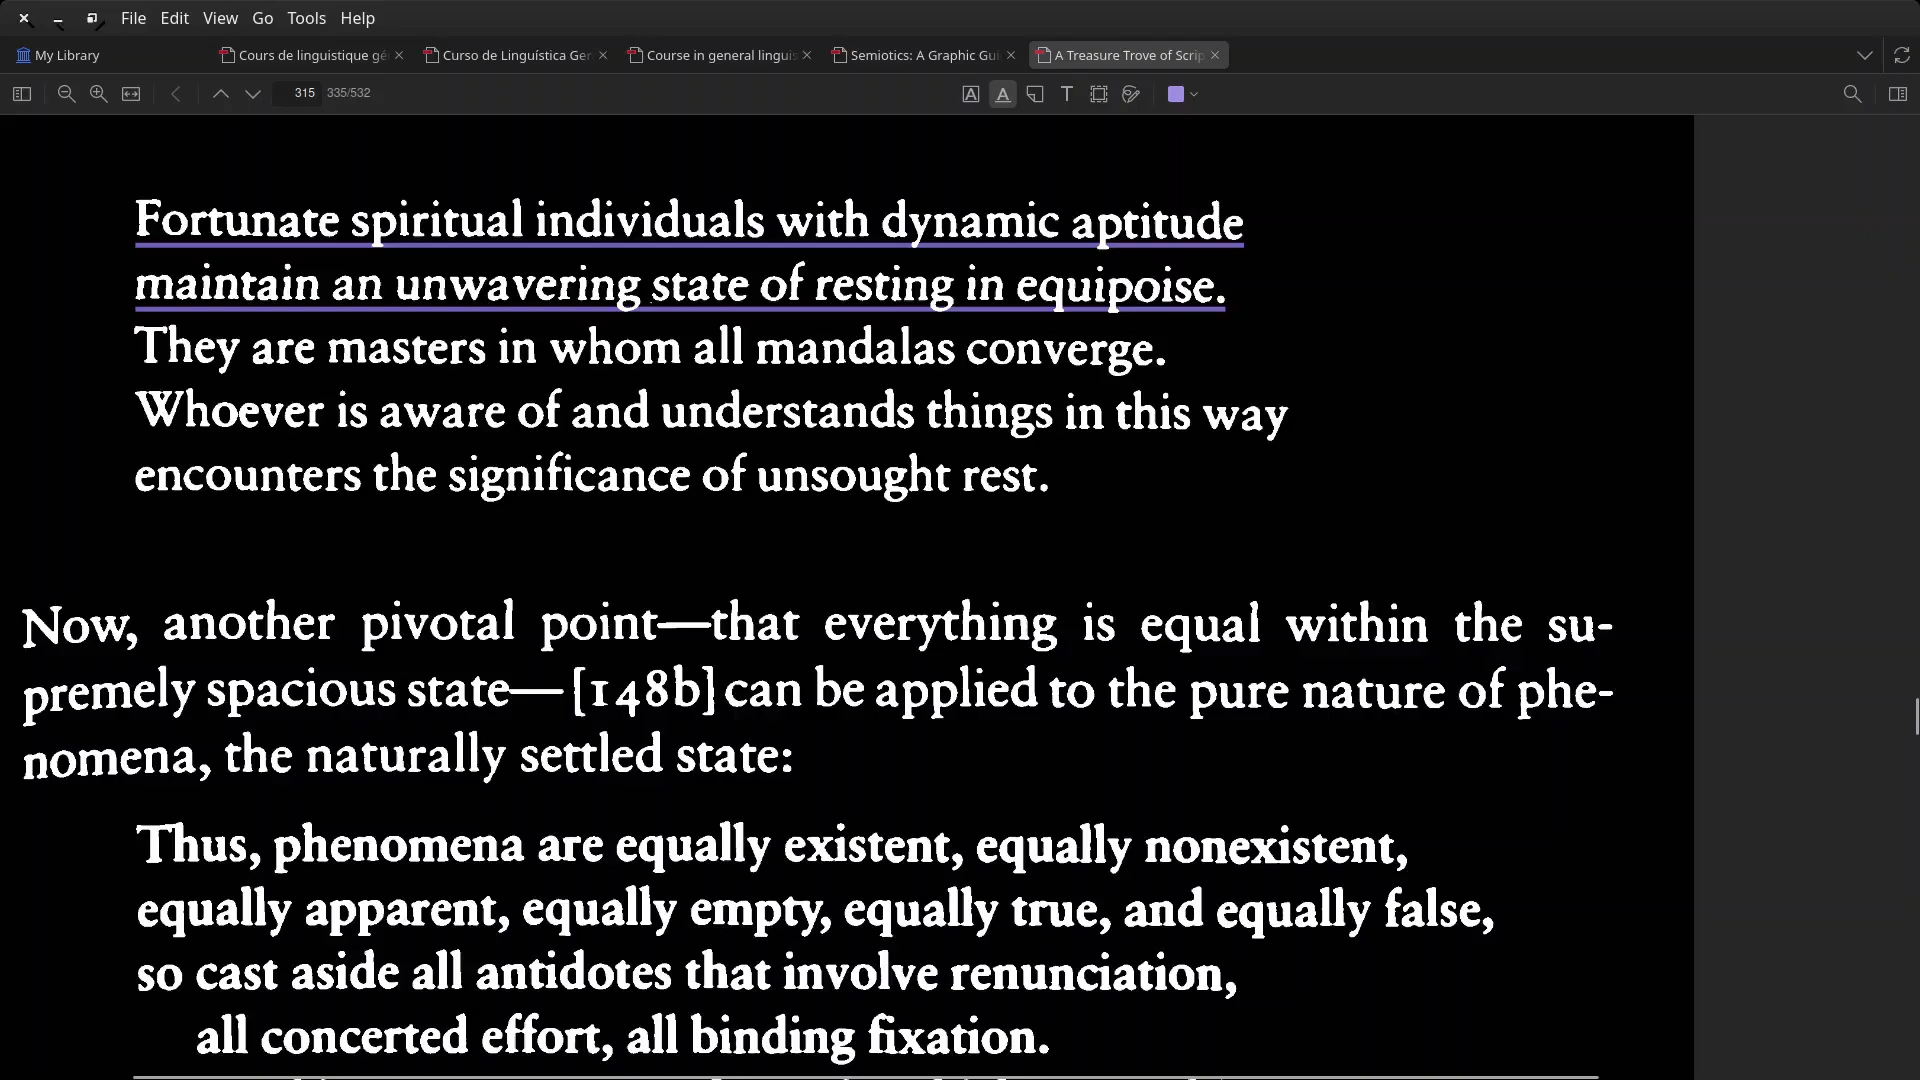 File Edit View Go Tools Help
My Library
Cours de linguistique gé
Curso de Linguística Ger
Course in general linguis
Semiotics: A Graphic Gui
A Treasure Trove of Scrip
315 335/532
Fortunate spiritual individuals with dynamic aptitude
maintain an unwavering state of resting in equipoise.
They are masters in whom all mandalas converge.
Whoever is aware of and understands things in this way
encounters the significance of unsought rest.
Now, another pivotal point—that everything is equal within the su-
premely spacious state—[148b] can be applied to the pure nature of phe-
nomena, the naturally settled state:
Thus, phenomena are equally existent, equally nonexistent,
equally apparent, equally empty, equally true, and equally false,
so cast aside all antidotes that involve renunciation,
all concerted effort, all binding fixation.